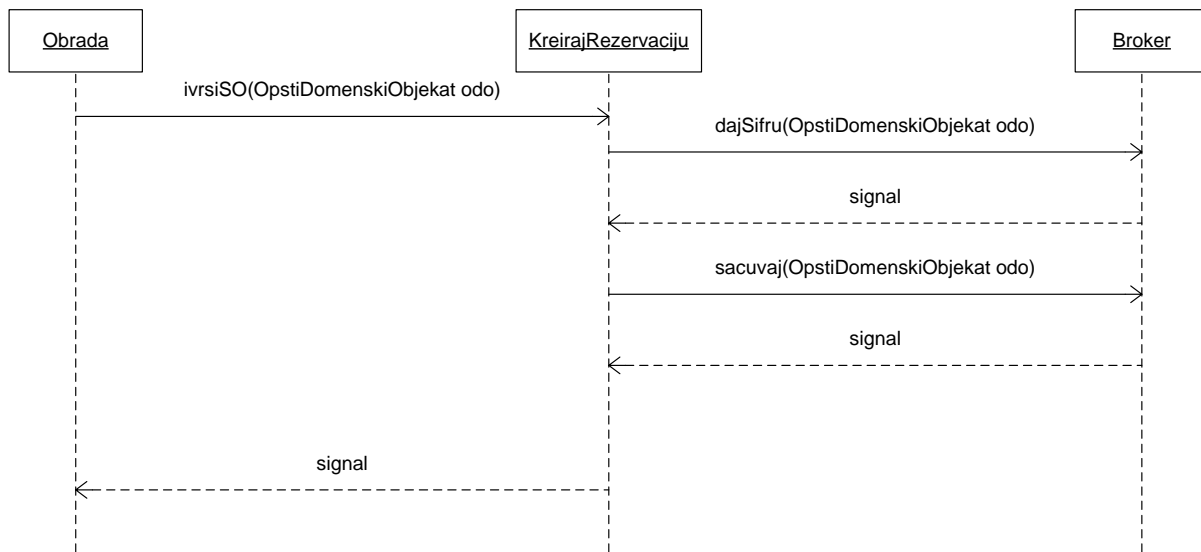 Obrada
KreirajRezervaciju
Broker
ivrsiSO(OpstiDomenskiObjekat odo)
dajSifru(OpstiDomenskiObjekat odo)
signal
sacuvaj(OpstiDomenskiObjekat odo)
signal
signal